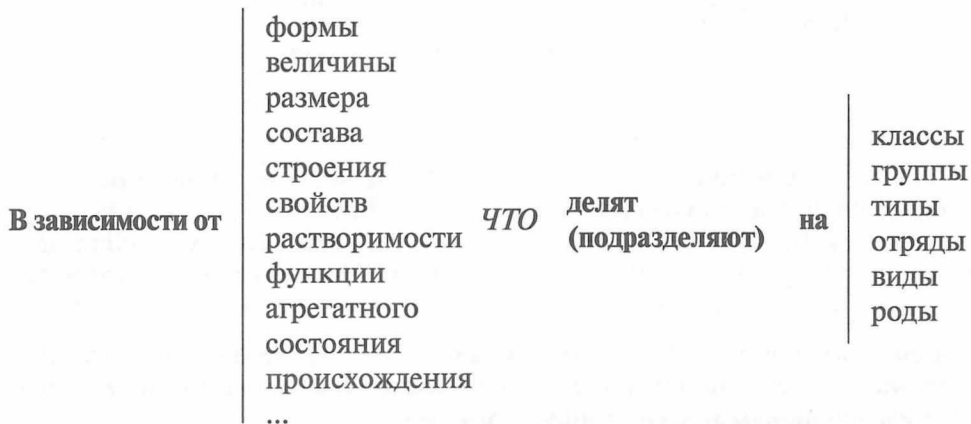 формы
величины
размера
состава
строения
свойств
растворимости
функции
агрегатного
состояния
происхождения
...
В зависимости от
ЧТО
делят
(подразделяют)
на
классы
группы
типы
отряды
виды
роды